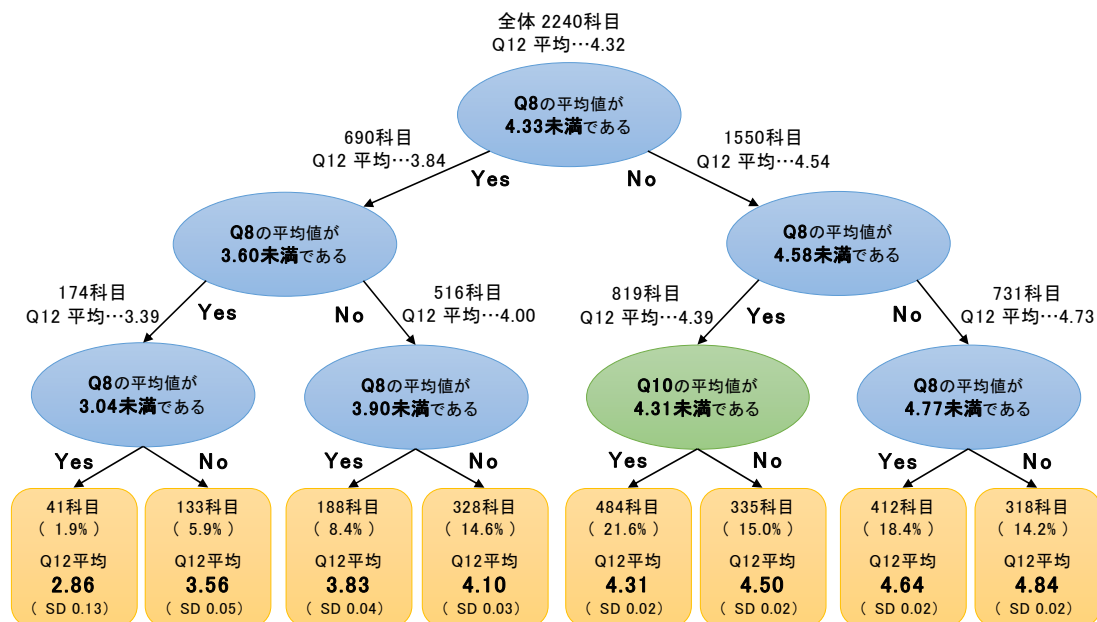 全体 2240科目
Q12 平均…4.32
Q8の平均値が
4.33未満である
690科目
Q12 平均…3.84
Yes
No
1550科目
Q12 平均…4.54
Q8の平均値が
3.60未満である
Q8の平均値が
4.58未満である
174科目
Q12 平均…3.39
Yes
No
516科目
Q12 平均…4.00
819科目
Q12 平均…4.39
Yes
No
731科目
Q12 平均…4.73
Q8の平均値が
3.04未満である
Q8の平均値が
3.90未満である
Q10の平均値が
4.31未満である
Q8の平均値が
4.77未満である
Yes
No
Yes
No
Yes
No
Yes
No
41科目
( 1.9% )
Q12平均
2.86
( SD 0.13)
133科目
( 5.9% )
Q12平均
3.56
( SD 0.05)
188科目
( 8.4% )
Q12平均
3.83
( SD 0.04)
328科目
( 14.6% )
Q12平均
4.10
( SD 0.03)
484科目
( 21.6% )
Q12平均
4.31
( SD 0.02)
335科目
( 15.0% )
Q12平均
4.50
( SD 0.02)
412科目
( 18.4% )
Q12平均
4.64
( SD 0.02)
318科目
( 14.2% )
Q12平均
4.84
( SD 0.02)